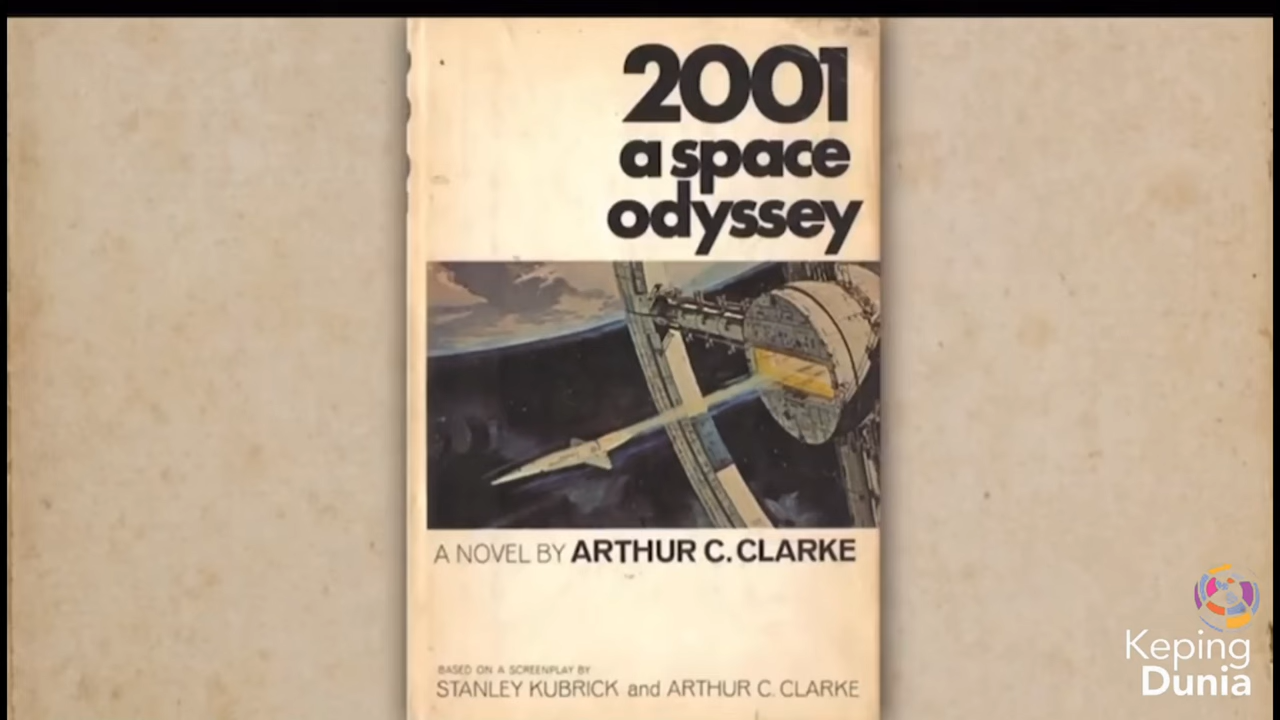 2001
a space
odyssey
A NOVEL BY ARTHUR C. CLARKE
BASED ON A SCREENPLAY BY
STANLEY KUBRICK and ARTHUR C. CLARKE
Keping
Dunia